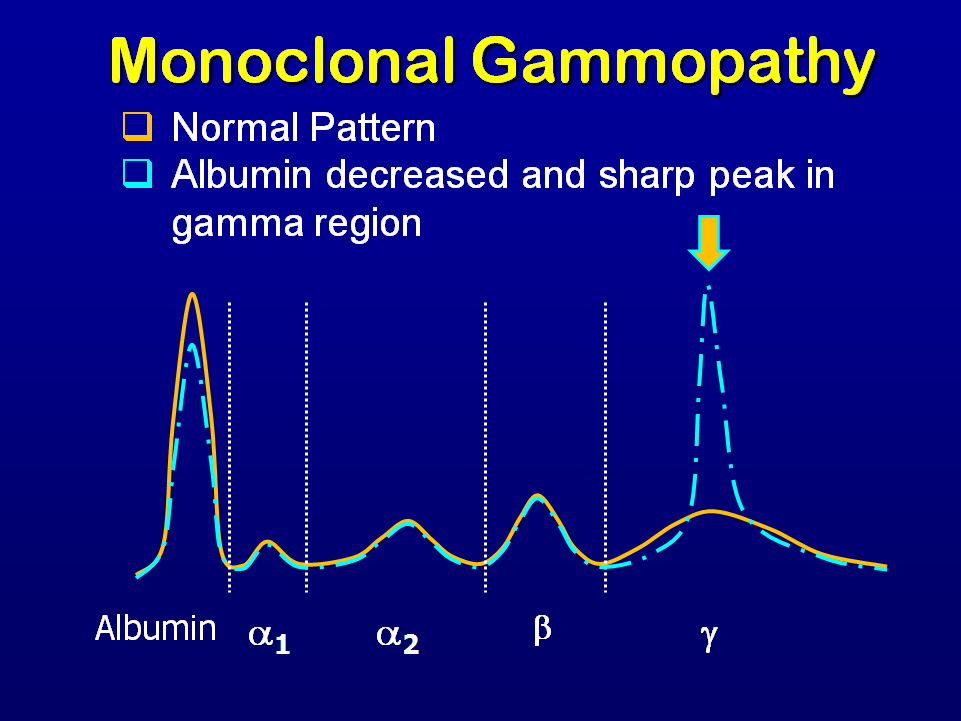 Monoclonal Gammopathy
Normal Pattern
Albumin decreased and sharp peak in
gamma region
Albumin α1 α2 β γ